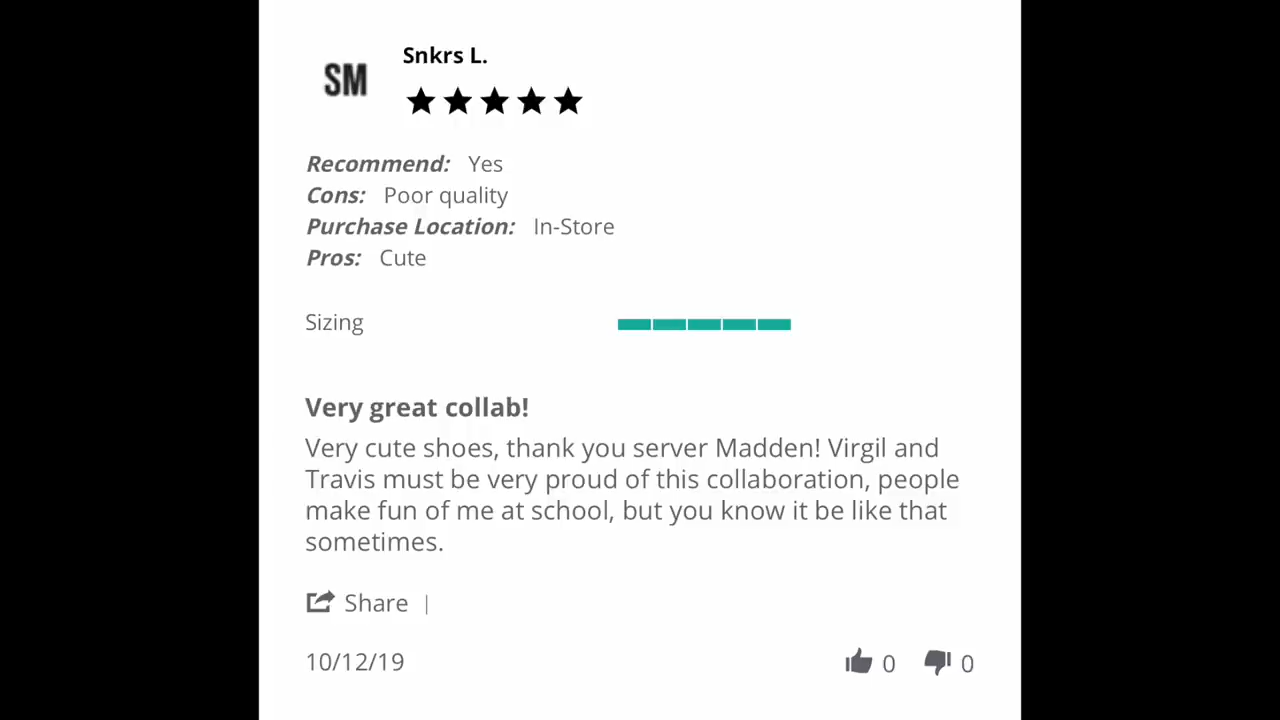 SM
Snkrs L.
Recommend: Yes
Cons: Poor quality
Purchase Location: In-Store
Pros: Cute
Sizing
Very great collab!
Very cute shoes, thank you server Madden! Virgil and
Travis must be very proud of this collaboration, people
make fun of me at school, but you know it be like that
sometimes.
Share |
10/12/19 0 0